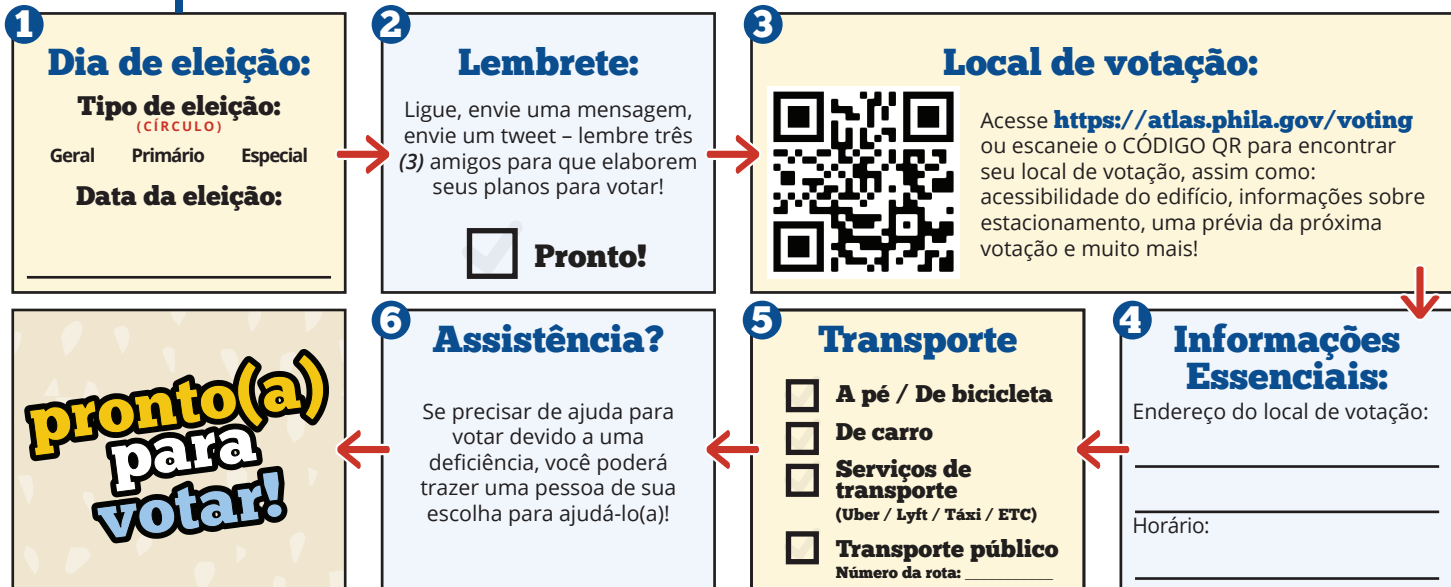 1
Dia de eleição:
Tipo de eleição:
(CÍRCULO)
Geral Primário Especial
Data da eleição:
2
Lembrete:
Ligue, envie uma mensagem,
envie um tweet – lembre três
(3) amigos para que elaborem
seus planos para votar!
Pronto!
3
Local de votação:
Acesse https://atlas.phila.gov/voting
ou escaneie o CÓDIGO QR para encontrar
seu local de votação, assim como:
acessibilidade do edifício, informações sobre
estacionamento, uma prévia da próxima
votação e muito mais!
4
Informações
Essenciais:
Endereço do local de votação:
Horário:
5
Transporte
A pé / De bicicleta
De carro
Serviços de
transporte
(Uber / Lyft / Táxi / ETC)
Transporte público
Número da rota: ___________
6
Assistência?
Se precisar de ajuda para
votar devido a uma
deficiência, você poderá
trazer uma pessoa de sua
escolha para ajudá-lo(a)!
pronto(a)
para
votar!